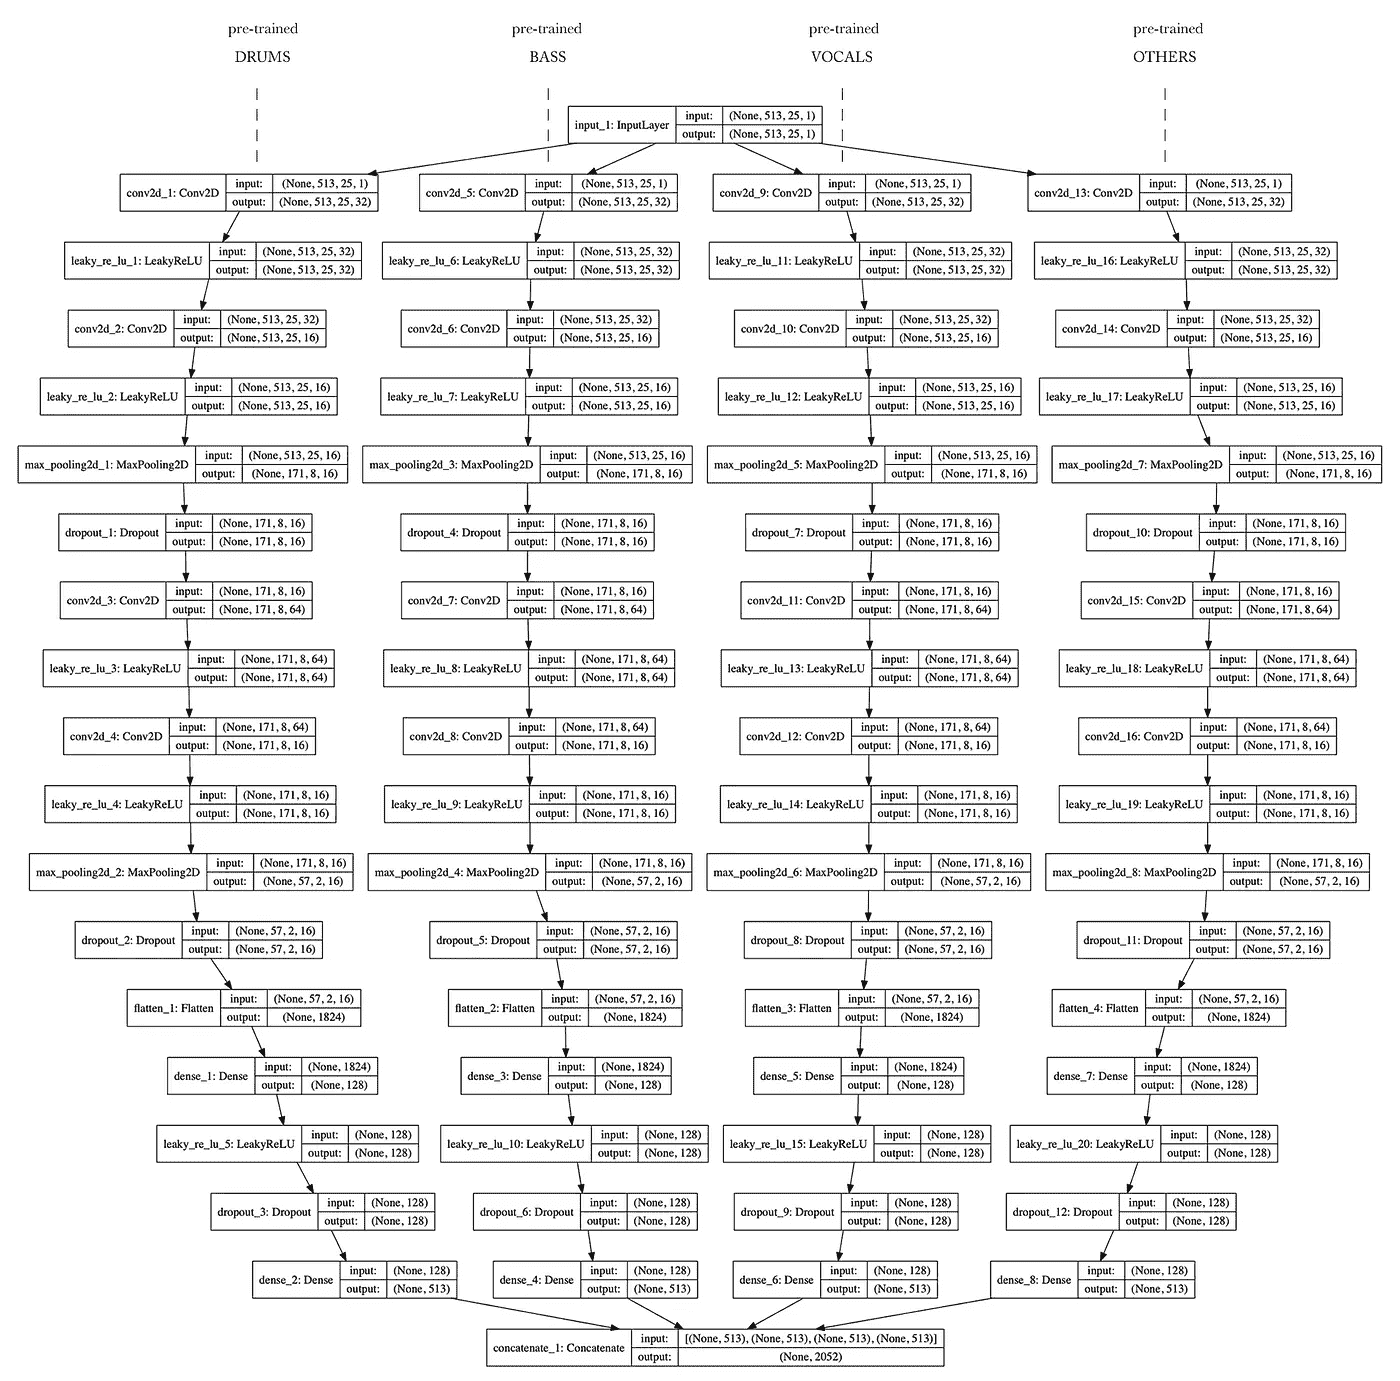 pre-trained pre-trained pre-trained pre-trained
DRUMS BASS VOCALS OTHERS
input_1: InputLayer input: (None, 513, 25, 1)
output: (None, 513, 25, 1)
conv2d_1: Conv2D input: (None, 513, 25, 1) conv2d_5: Conv2D input: (None, 513, 25, 1) conv2d_9: Conv2D input: (None, 513, 25, 1) conv2d_13: Conv2D input: (None, 513, 25, 1)
output: (None, 513, 25, 32) output: (None, 513, 25, 32) output: (None, 513, 25, 32) output: (None, 513, 25, 32)
leaky_re_lu_1: LeakyReLU input: (None, 513, 25, 32) leaky_re_lu_6: LeakyReLU input: (None, 513, 25, 32) leaky_re_lu_11: LeakyReLU input: (None, 513, 25, 32) leaky_re_lu_16: LeakyReLU input: (None, 513, 25, 32)
output: (None, 513, 25, 32) output: (None, 513, 25, 32) output: (None, 513, 25, 32) output: (None, 513, 25, 32)
conv2d_2: Conv2D input: (None, 513, 25, 32) conv2d_6: Conv2D input: (None, 513, 25, 32) conv2d_10: Conv2D input: (None, 513, 25, 32) conv2d_14: Conv2D input: (None, 513, 25, 32)
output: (None, 513, 25, 16) output: (None, 513, 25, 16) output: (None, 513, 25, 16) output: (None, 513, 25, 16)
leaky_re_lu_2: LeakyReLU input: (None, 513, 25, 16) leaky_re_lu_7: LeakyReLU input: (None, 513, 25, 16) leaky_re_lu_12: LeakyReLU input: (None, 513, 25, 16) leaky_re_lu_17: LeakyReLU input: (None, 513, 25, 16)
output: (None, 513, 25, 16) output: (None, 513, 25, 16) output: (None, 513, 25, 16) output: (None, 513, 25, 16)
max_pooling2d_1: MaxPooling2D input: (None, 513, 25, 16) max_pooling2d_3: MaxPooling2D input: (None, 513, 25, 16) max_pooling2d_5: MaxPooling2D input: (None, 513, 25, 16) max_pooling2d_7: MaxPooling2D input: (None, 513, 25, 16)
output: (None, 171, 8, 16) output: (None, 171, 8, 16) output: (None, 171, 8, 16) output: (None, 171, 8, 16)
dropout_1: Dropout input: (None, 171, 8, 16) dropout_4: Dropout input: (None, 171, 8, 16) dropout_7: Dropout input: (None, 171, 8, 16) dropout_10: Dropout input: (None, 171, 8, 16)
output: (None, 171, 8, 16) output: (None, 171, 8, 16) output: (None, 171, 8, 16) output: (None, 171, 8, 16)
conv2d_3: Conv2D input: (None, 171, 8, 16) conv2d_7: Conv2D input: (None, 171, 8, 16) conv2d_11: Conv2D input: (None, 171, 8, 16) conv2d_15: Conv2D input: (None, 171, 8, 16)
output: (None, 171, 8, 64) output: (None, 171, 8, 64) output: (None, 171, 8, 64) output: (None, 171, 8, 64)
leaky_re_lu_3: LeakyReLU input: (None, 171, 8, 64) leaky_re_lu_8: LeakyReLU input: (None, 171, 8, 64) leaky_re_lu_13: LeakyReLU input: (None, 171, 8, 64) leaky_re_lu_18: LeakyReLU input: (None, 171, 8, 64)
output: (None, 171, 8, 64) output: (None, 171, 8, 64) output: (None, 171, 8, 64) output: (None, 171, 8, 64)
conv2d_4: Conv2D input: (None, 171, 8, 64) conv2d_8: Conv2D input: (None, 171, 8, 64) conv2d_12: Conv2D input: (None, 171, 8, 64) conv2d_16: Conv2D input: (None, 171, 8, 64)
output: (None, 171, 8, 16) output: (None, 171, 8, 16) output: (None, 171, 8, 16) output: (None, 171, 8, 16)
leaky_re_lu_4: LeakyReLU input: (None, 171, 8, 16) leaky_re_lu_9: LeakyReLU input: (None, 171, 8, 16) leaky_re_lu_14: LeakyReLU input: (None, 171, 8, 16) leaky_re_lu_19: LeakyReLU input: (None, 171, 8, 16)
output: (None, 171, 8, 16) output: (None, 171, 8, 16) output: (None, 171, 8, 16) output: (None, 171, 8, 16)
max_pooling2d_2: MaxPooling2D input: (None, 171, 8, 16) max_pooling2d_4: MaxPooling2D input: (None, 171, 8, 16) max_pooling2d_6: MaxPooling2D input: (None, 171, 8, 16) max_pooling2d_8: MaxPooling2D input: (None, 171, 8, 16)
output: (None, 57, 2, 16) output: (None, 57, 2, 16) output: (None, 57, 2, 16) output: (None, 57, 2, 16)
dropout_2: Dropout input: (None, 57, 2, 16) dropout_5: Dropout input: (None, 57, 2, 16) dropout_8: Dropout input: (None, 57, 2, 16) dropout_11: Dropout input: (None, 57, 2, 16)
output: (None, 57, 2, 16) output: (None, 57, 2, 16) output: (None, 57, 2, 16) output: (None, 57, 2, 16)
flatten_1: Flatten input: (None, 57, 2, 16) flatten_2: Flatten input: (None, 57, 2, 16) flatten_3: Flatten input: (None, 57, 2, 16) flatten_4: Flatten input: (None, 57, 2, 16)
output: (None, 1824) output: (None, 1824) output: (None, 1824) output: (None, 1824)
dense_1: Dense input: (None, 1824) dense_3: Dense input: (None, 1824) dense_5: Dense input: (None, 1824) dense_7: Dense input: (None, 1824)
output: (None, 128) output: (None, 128) output: (None, 128) output: (None, 128)
leaky_re_lu_5: LeakyReLU input: (None, 128) leaky_re_lu_10: LeakyReLU input: (None, 128) leaky_re_lu_15: LeakyReLU input: (None, 128) leaky_re_lu_20: LeakyReLU input: (None, 128)
output: (None, 128) output: (None, 128) output: (None, 128) output: (None, 128)
dropout_3: Dropout input: (None, 128) dropout_6: Dropout input: (None, 128) dropout_9: Dropout input: (None, 128) dropout_12: Dropout input: (None, 128)
output: (None, 128) output: (None, 128) output: (None, 128) output: (None, 128)
dense_2: Dense input: (None, 128) dense_4: Dense input: (None, 128) dense_6: Dense input: (None, 128) dense_8: Dense input: (None, 128)
output: (None, 513) output: (None, 513) output: (None, 513) output: (None, 513)
concatenate_1: Concatenate input: [(None, 513), (None, 513), (None, 513), (None, 513)]
output: (None, 2052)